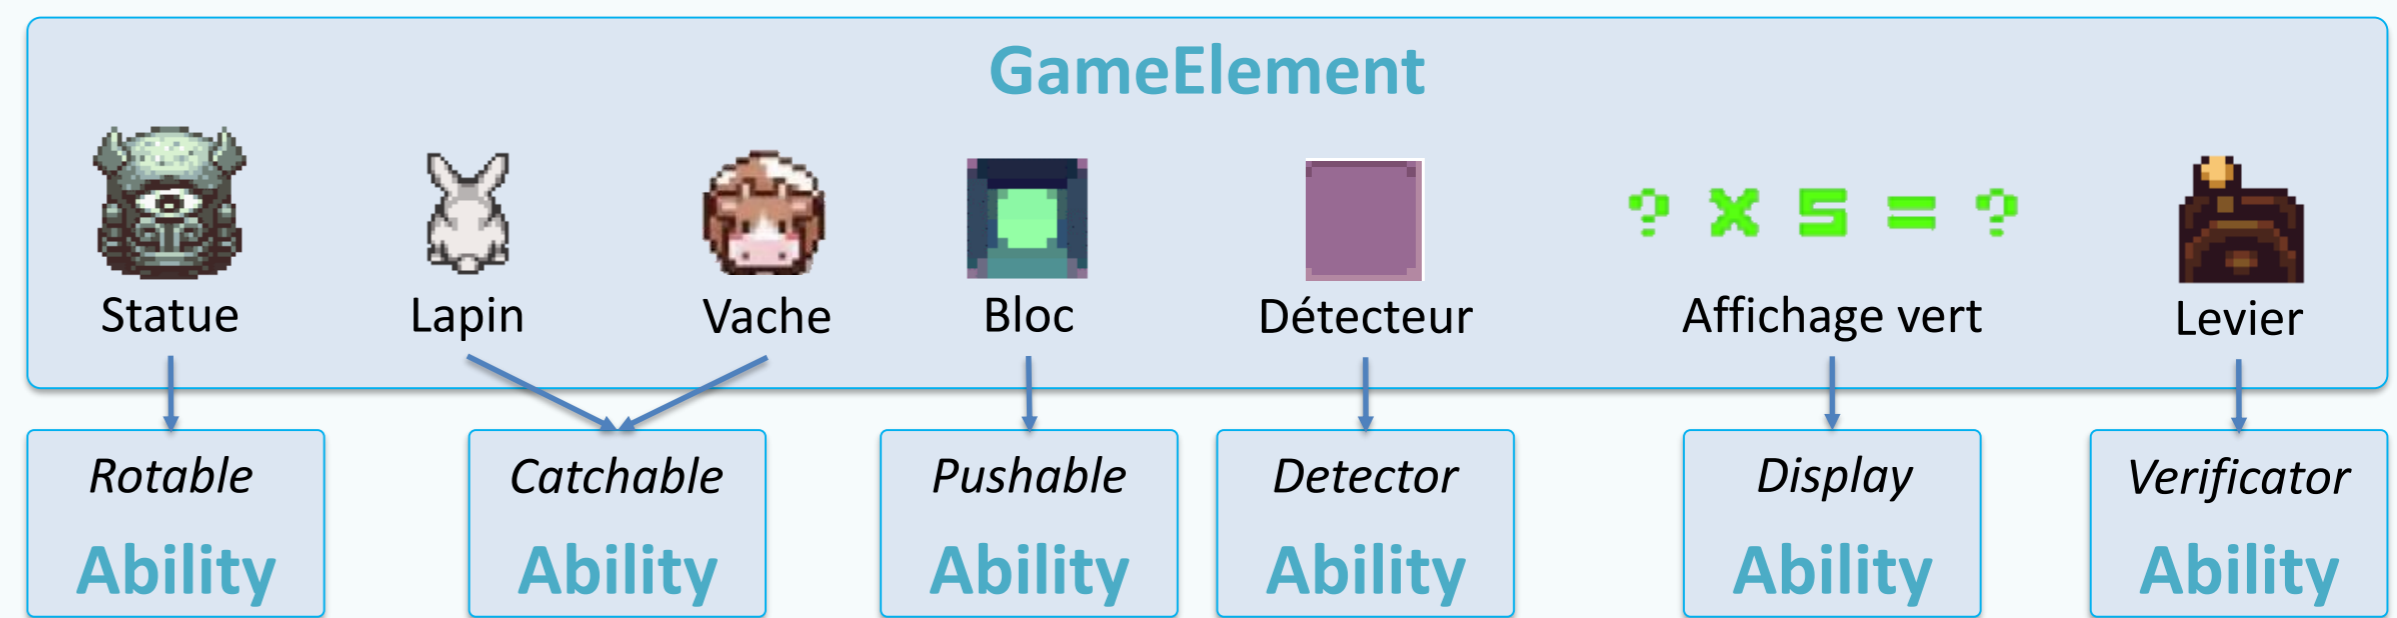 GameElement
? X 5 = ?
Statue Lapin Vache Bloc Détecteur Affichage vert Levier
Rotable Catchable Pushable Detector Display Verificator
Ability Ability Ability Ability Ability Ability